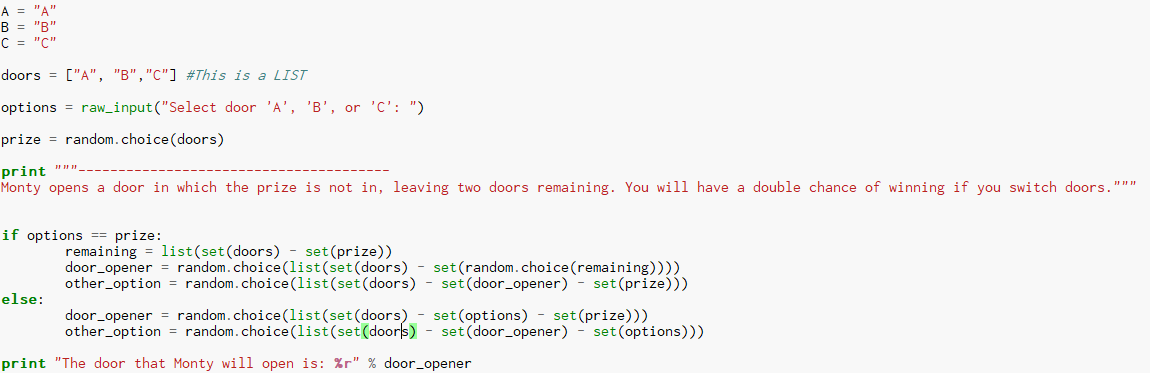 A = "A"
B = "B"
C = "C"
doors = ["A", "B","C"] #This is a LIST
options = raw_input("Select door 'A', 'B', or 'C': ")
prize = random.choice(doors)
print """---------------------------------------
Monty opens a door in which the prize is not in, leaving two doors remaining. You will have a double chance of winning if you switch doors."""
if options == prize:
        remaining = list(set(doors) - set(prize))
        door_opener = random.choice(list(set(doors) - set(random.choice(remaining))))
        other_option = random.choice(list(set(doors) - set(door_opener) - set(prize)))
else:
        door_opener = random.choice(list(set(doors) - set(options) - set(prize)))
        other_option = random.choice(list(set(doors) - set(door_opener) - set(options)))
print "The door that Monty will open is: %r" % door_opener